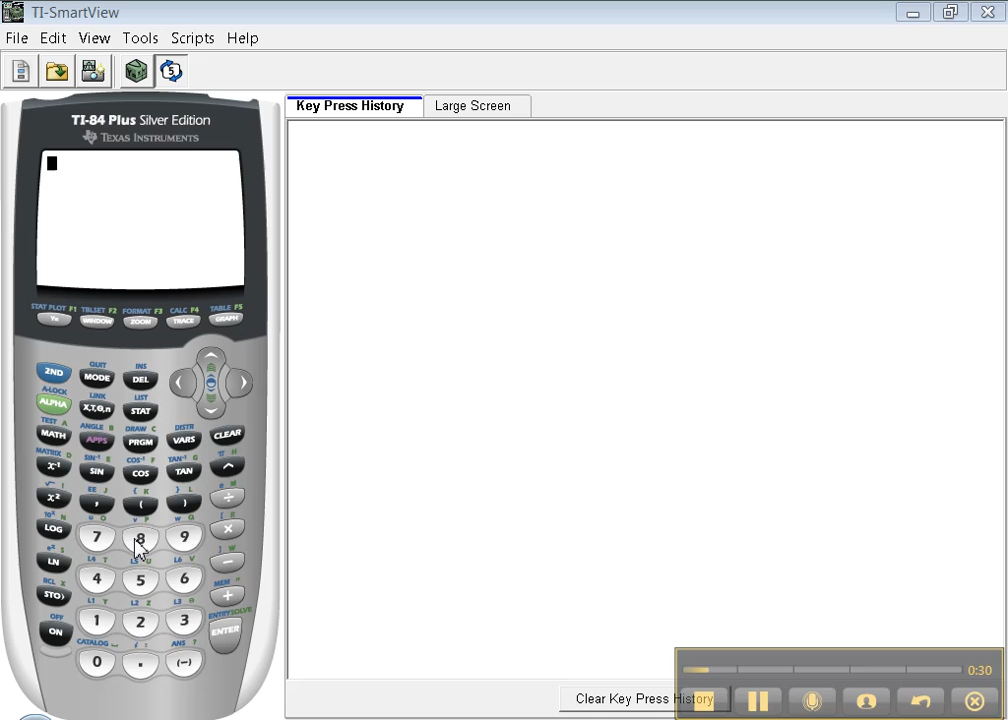 TI-SmartView
File Edit View Tools Scripts Help
5
Key Press History Large Screen
TI-84 Plus Silver Edition
TEXAS INSTRUMENTS
STAT PLOT F1 TBLSET F2 FORMAT F3 CALC F4 TABLE F5
Y= WINDOW ZOOM TRACE GRAPH
QUIT INS
2ND MODE DEL
A-LOCK LINK LIST
ALPHA X,T,θ,n STAT
TEST A ANGLE B DRAW C DISTR
MATH APPS PRGM VARS CLEAR
MATRIX D SIN⁻¹ E COS⁻¹ F TAN⁻¹ G π H
x⁻¹ SIN COS TAN ^
√ I EE J { K } L e M
x² , ( ) ÷
10ˣ N u O v P w Q [ R
LOG 7 8 9 ×
eˣ S L4 T L5 U L6 V ] W
LN 4 5 6 −
RCL X L1 Y L2 Z L3 θ MEM "
STO› 1 2 3 +
OFF CATALOG i : ANS ? ENTRY SOLVE
ON 0 . (−) ENTER
Clear Key Press History
0:30